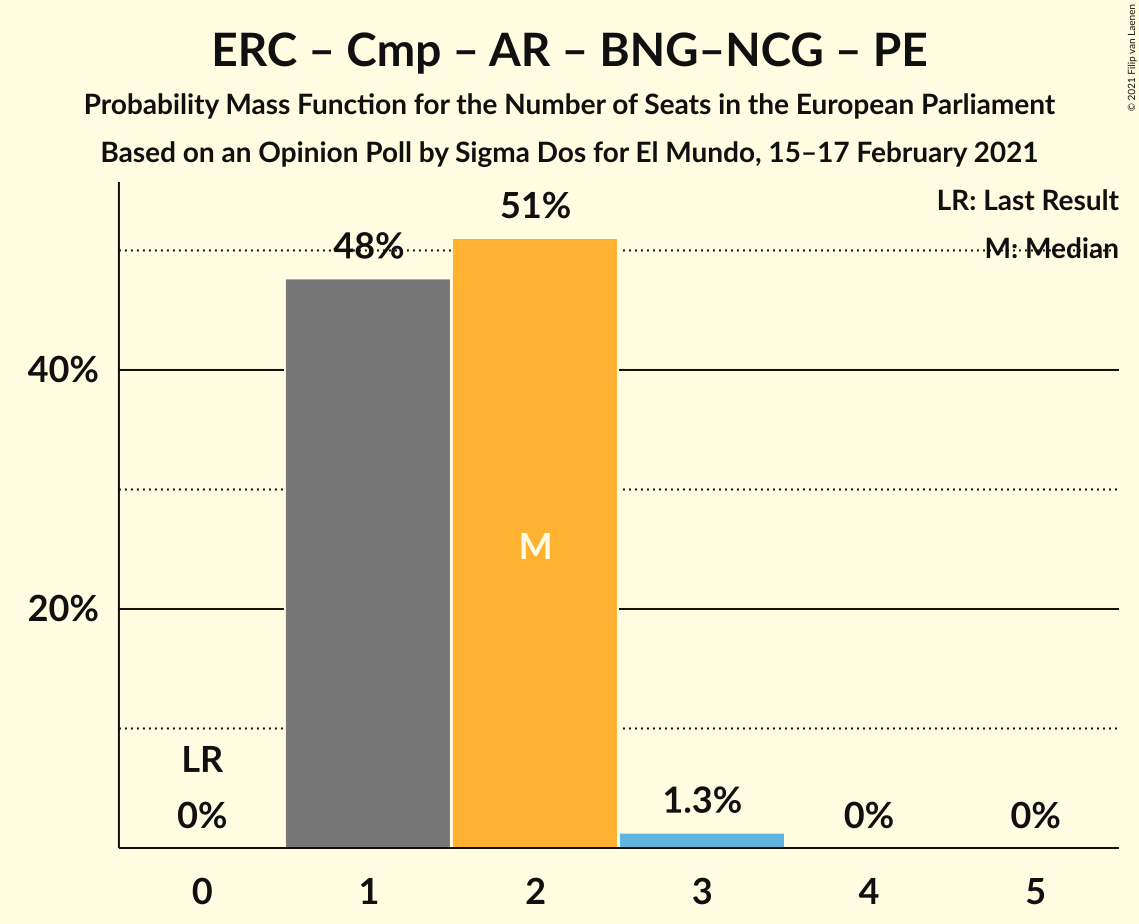 ERC – Cmp – AR – BNG–NCG – PE
Probability Mass Function for the Number of Seats in the European Parliament
Based on an Opinion Poll by Sigma Dos for El Mundo, 15–17 February 2021
© 2021 Filip van Laenen
LR: Last Result
M: Median
51%
48%
40%
M
20%
LR
0%
1.3%
0%
0%
0
1
2
3
4
5